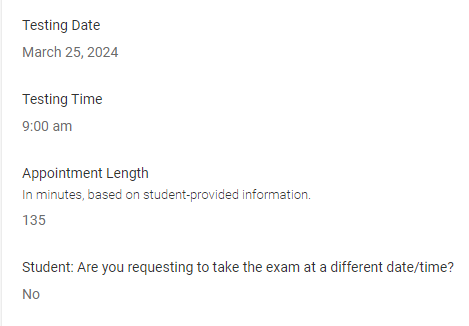 Testing Date
March 25, 2024
Testing Time
9:00 am
Appointment Length
In minutes, based on student-provided information.
135
Student: Are you requesting to take the exam at a different date/time?
No